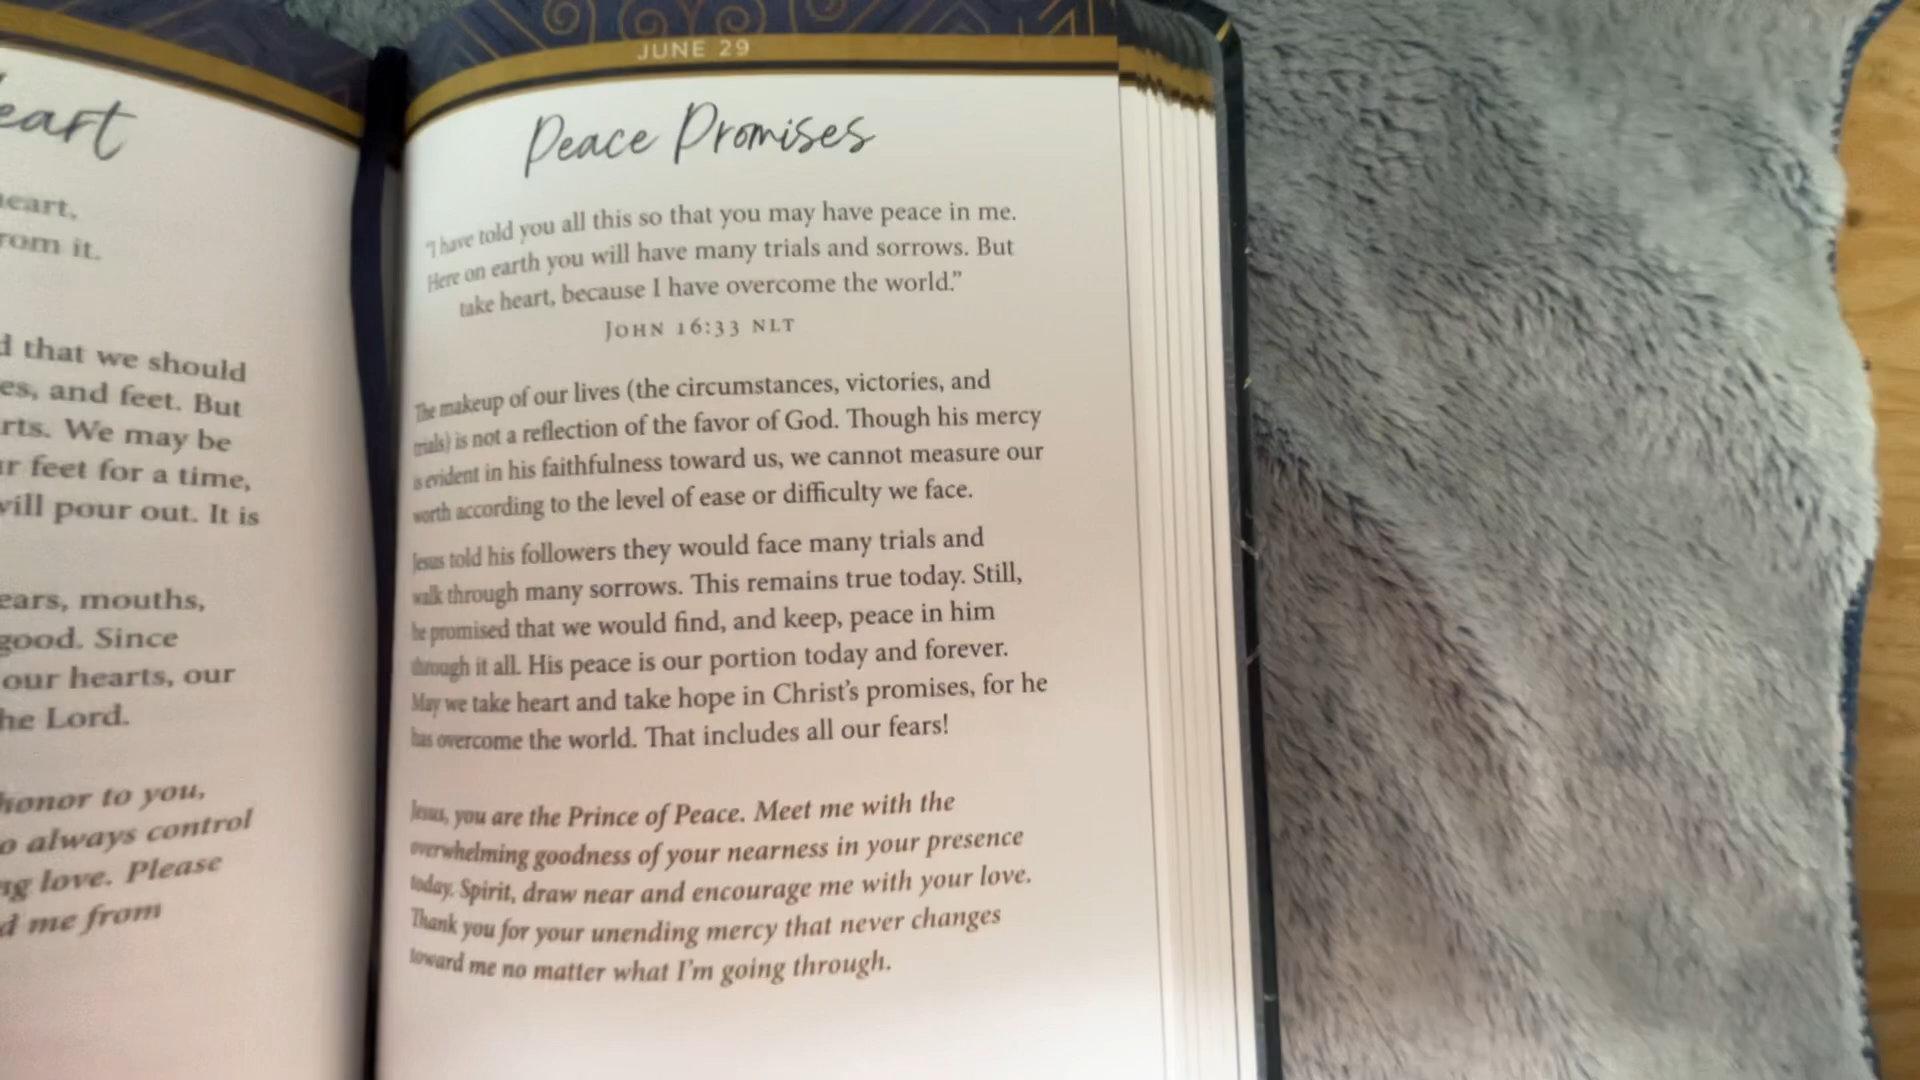 eart
eart,
rom it.
that we should
es, and feet. But
rts. We may be
r feet for a time,
will pour out. It is
ears, mouths,
good. Since
our hearts, our
he Lord.
honor to you,
o always control
ng love. Please
d me from
JUNE 29
Peace Promises
"I have told you all this so that you may have peace in me.
Here on earth you will have many trials and sorrows. But
take heart, because I have overcome the world."
JOHN 16:33 NLT
The makeup of our lives (the circumstances, victories, and
trials) is not a reflection of the favor of God. Though his mercy
is evident in his faithfulness toward us, we cannot measure our
worth according to the level of ease or difficulty we face.
Jesus told his followers they would face many trials and
walk through many sorrows. This remains true today. Still,
he promised that we would find, and keep, peace in him
through it all. His peace is our portion today and forever.
May we take heart and take hope in Christ's promises, for he
has overcome the world. That includes all our fears!
Jesus, you are the Prince of Peace. Meet me with the
overwhelming goodness of your nearness in your presence
today. Spirit, draw near and encourage me with your love.
Thank you for your unending mercy that never changes
toward me no matter what I'm going through.